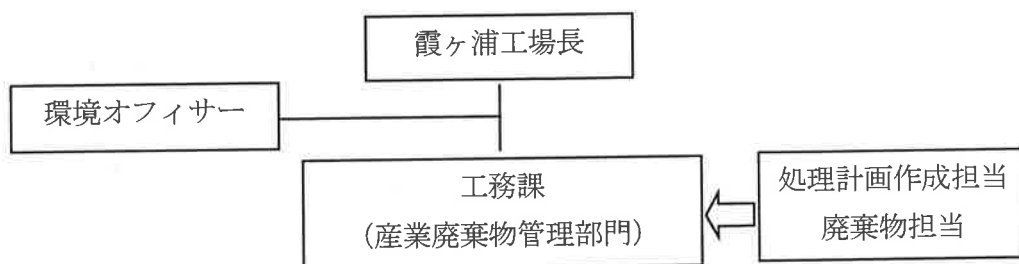 霞ヶ浦工場長
環境オフィサー
工務課
(産業廃棄物管理部門)
処理計画作成担当
廃棄物担当